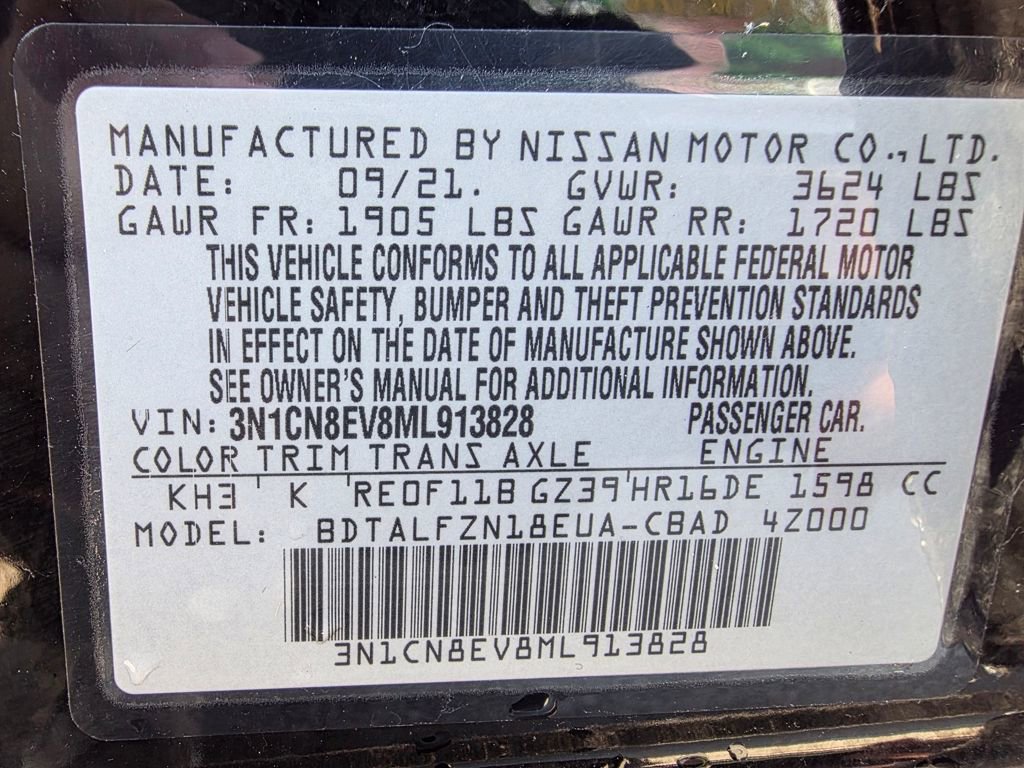 MANUFACTURED BY NISSAN MOTOR CO., LTD.
DATE: 09/21. GVWR: 3624 LBS
GAWR FR: 1905 LBS GAWR RR: 1720 LBS
THIS VEHICLE CONFORMS TO ALL APPLICABLE FEDERAL MOTOR
VEHICLE SAFETY, BUMPER AND THEFT PREVENTION STANDARDS
IN EFFECT ON THE DATE OF MANUFACTURE SHOWN ABOVE.
SEE OWNER'S MANUAL FOR ADDITIONAL INFORMATION.
VIN: 3N1CN8EV8ML913828 PASSENGER CAR.
COLOR TRIM TRANS AXLE ENGINE
KH3 ' K 'RE0F11B GZ39'HR16DE 1598 CC
MODEL: BDTALFZN18EUA-CBAD 4Z000
3N1CN8EV8ML913828